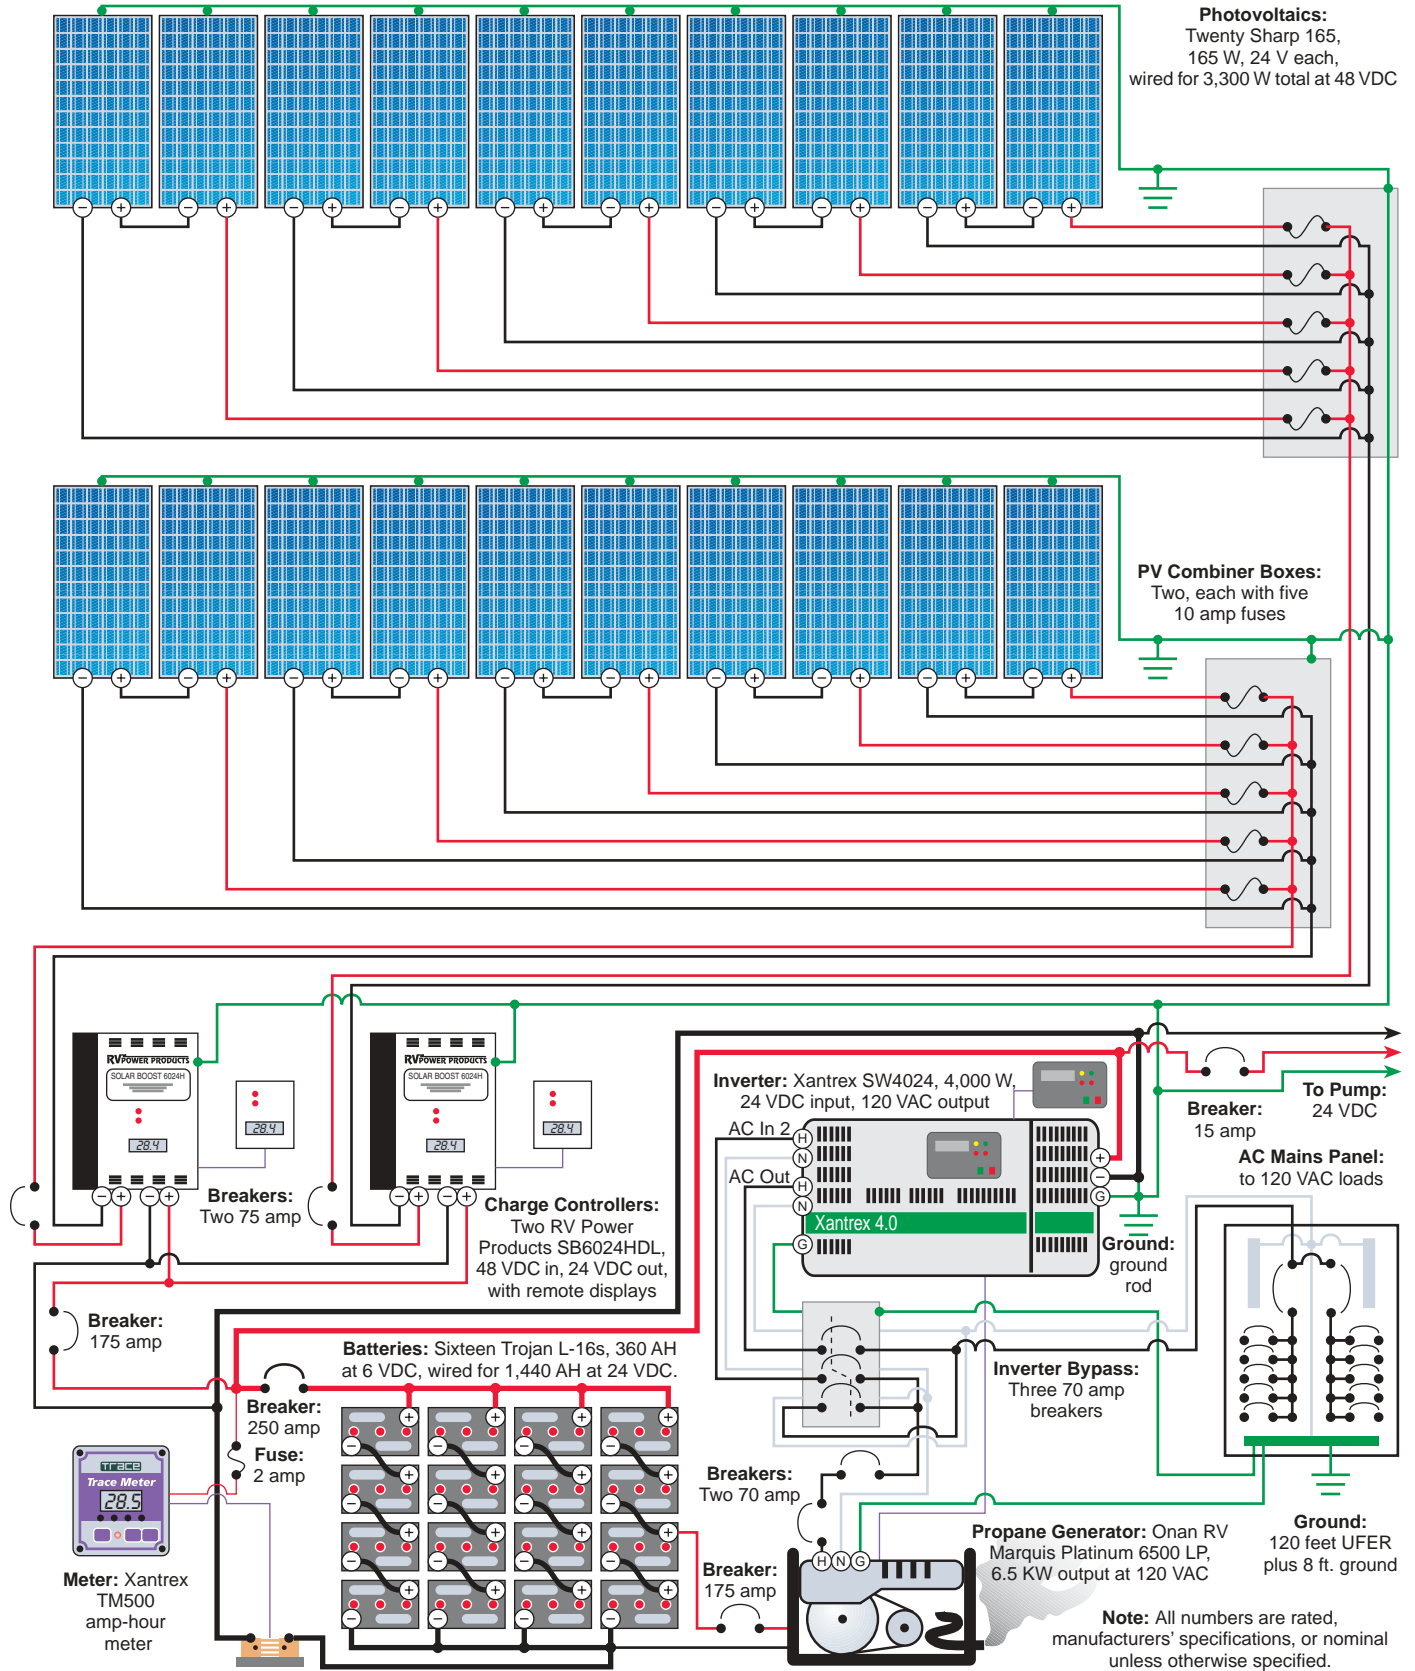 Photovoltaics:
Twenty Sharp 165,
165 W, 24 V each,
wired for 3,300 W total at 48 VDC
PV Combiner Boxes:
Two, each with five
10 amp fuses
RV POWER PRODUCTS
SOLAR BOOST 6024H
28.4
28.4
RV POWER PRODUCTS
SOLAR BOOST 6024H
28.4
28.4
Breakers:
Two 75 amp
Charge Controllers:
Two RV Power
Products SB6024HDL,
48 VDC in, 24 VDC out,
with remote displays
Inverter: Xantrex SW4024, 4,000 W,
24 VDC input, 120 VAC output
AC In 2
H
N
AC Out
H
N
G
+
−
G
Xantrex 4.0
Ground:
ground
rod
To Pump:
24 VDC
Breaker:
15 amp
AC Mains Panel:
to 120 VAC loads
Breaker:
175 amp
Batteries: Sixteen Trojan L-16s, 360 AH
at 6 VDC, wired for 1,440 AH at 24 VDC.
Breaker:
250 amp
Fuse:
2 amp
Inverter Bypass:
Three 70 amp
breakers
TRACE
Trace Meter
28.5
Meter: Xantrex
TM500
amp-hour
meter
Breakers:
Two 70 amp
Breaker:
175 amp
H N G
Propane Generator: Onan RV
Marquis Platinum 6500 LP,
6.5 KW output at 120 VAC
Ground:
120 feet UFER
plus 8 ft. ground
Note: All numbers are rated,
manufacturers' specifications, or nominal
unless otherwise specified.